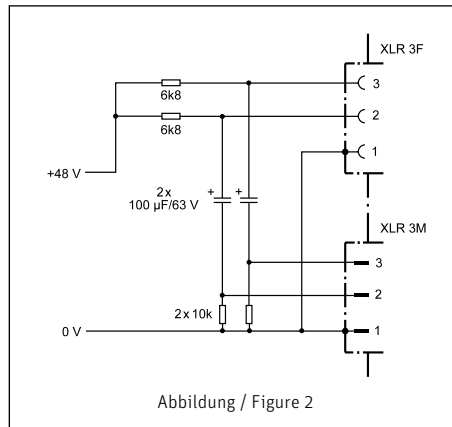 XLR 3F
3
6k8
2
6k8
1
+48 V
2 x
100 µF/63 V
+
+
XLR 3M
3
2
2 x 10k
1
0 V
Abbildung / Figure 2